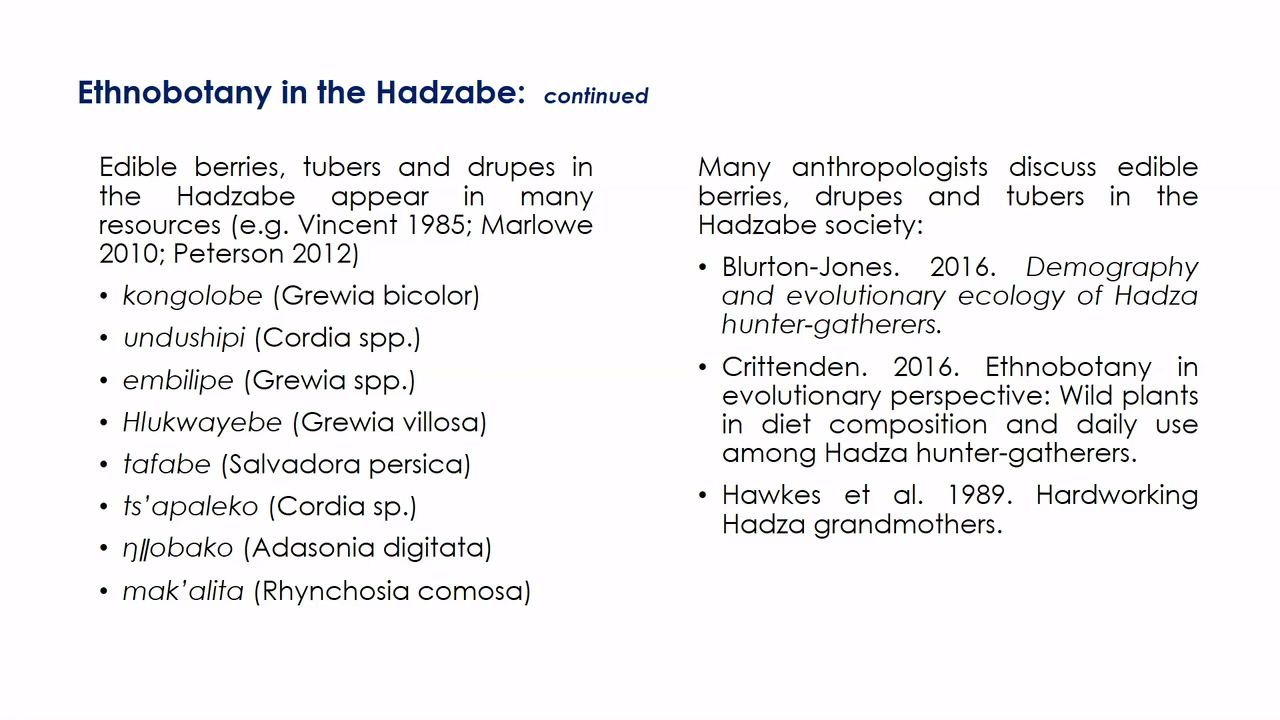 Ethnobotany in the Hadzabe: continued
Edible berries, tubers and drupes in
the Hadzabe appear in many
resources (e.g. Vincent 1985; Marlowe
2010; Peterson 2012)
• kongolobe (Grewia bicolor)
• undushipi (Cordia spp.)
• embilipe (Grewia spp.)
• Hlukwayebe (Grewia villosa)
• tafabe (Salvadora persica)
• ts’apaleko (Cordia sp.)
• ŋǁobako (Adasonia digitata)
• mak’alita (Rhynchosia comosa)
Many anthropologists discuss edible
berries, drupes and tubers in the
Hadzabe society:
• Blurton-Jones. 2016. Demography
and evolutionary ecology of Hadza
hunter-gatherers.
• Crittenden. 2016. Ethnobotany in
evolutionary perspective: Wild plants
in diet composition and daily use
among Hadza hunter-gatherers.
• Hawkes et al. 1989. Hardworking
Hadza grandmothers.